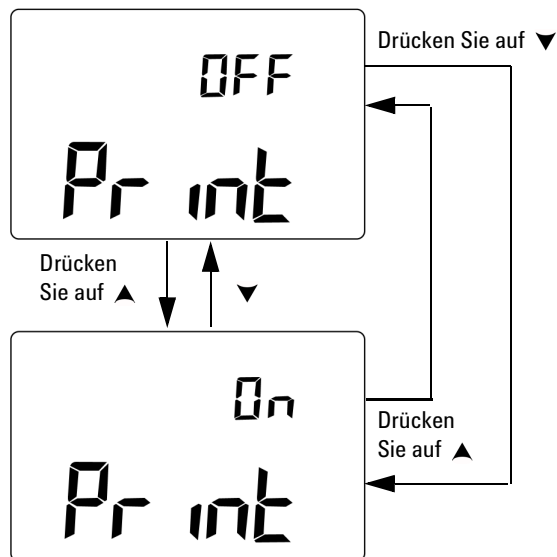 OFF
Drücken Sie auf ▼
Print
Drücken
Sie auf ▲
▼
On
Drücken
Sie auf ▲
Print